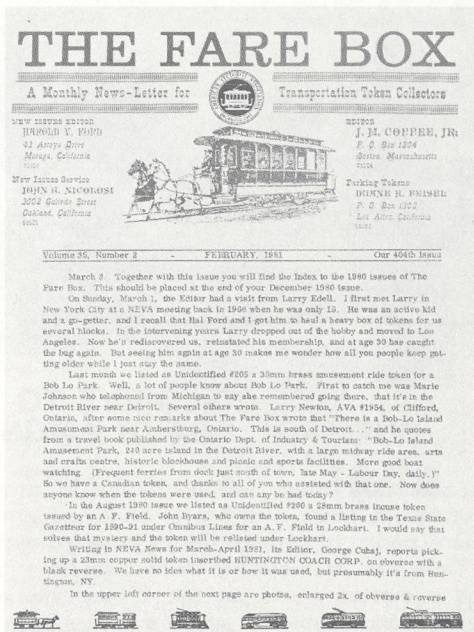 THE FARE BOX
A Monthly News-Letter for Transportation Token Collectors
NEW ISSUES EDITOR
HAROLD V. FORD
41 Arroyo Drive
Moraga, California
New Issues Service
JOHN G. NICOLOSI
3002 Galindo Street
Oakland, California
EDITOR
J. M. COFFEE, JR.
P. O. Box 1204
Boston, Massachusetts
Parking Tokens
DUANE H. FEISEL
P. O. Box 1302
Los Altos, California
Volume 35, Number 2 - FEBRUARY, 1981 - Our 404th Issue
March 3. Together with this issue you will find the Index to the 1980 issues of The
Fare Box. This should be placed at the end of your December 1980 issue.
On Sunday, March 1, the Editor had a visit from Larry Edell. I first met Larry in
New York City at a NEVA meeting back in 1966 when he was only 15. He was an active kid
and a go-getter, and I recall that Hal Ford and I got him to haul a heavy box of tokens for us
several blocks. In the intervening years Larry dropped out of the hobby and moved to Los
Angeles. Now he's rediscovered us, reinstated his membership, and at age 30 has caught
the bug again. But seeing him again at age 30 makes me wonder how all you people keep get-
ting older while I just stay the same.
Last month we listed as Unidentified #205 a 38mm brass amusement ride token for a
Bob Lo Park. Well, a lot of people know about Bob Lo Park. First to catch me was Marie
Johnson who telephoned from Michigan to say she remembered going there, that it's in the
Detroit River near Detroit. Several others wrote. Larry Newton, AVA #1954, of Clifford,
Ontario, after some nice remarks about The Fare Box wrote that "There is a Bob-Lo Island
Amusement Park near Amherstburg, Ontario. This is south of Detroit..." and he quotes
from a travel book published by the Ontario Dept. of Industry & Tourism: "Bob-Lo Island
Amusement Park, 240 acre island in the Detroit River, with a large midway ride area, arts
and crafts centre, historic blockhouse and picnic and sports facilities. More good boat
watching. (Frequent ferries from dock just south of town, late May - Labour Day, daily.)"
So we have a Canadian token, and thanks to all of you who assisted with that one. Now does
anyone know when the tokens were used, and can any be had today?
In the August 1980 issue we listed as Unidentified #200 a 28mm brass incuse token
issued by an A. F. Field. John Byars, who owns the token, found a listing in the Texas State
Gazetteer for 1890-91 under Omnibus Lines for an A. F. Field in Lockhart. I would say that
solves that mystery and the token will be relisted under Lockhart.
Writing in NEVA News for March-April 1981, its Editor, George Cuhaj, reports pick-
ing up a 23mm copper solid token inscribed HUNTINGTON COACH CORP. on obverse with a
black reverse. We have no idea what it is or how it was used, but presumably it's from Hun-
tington, NY.
In the upper left corner of the next page are photos, enlarged 2x, of obverse & reverse